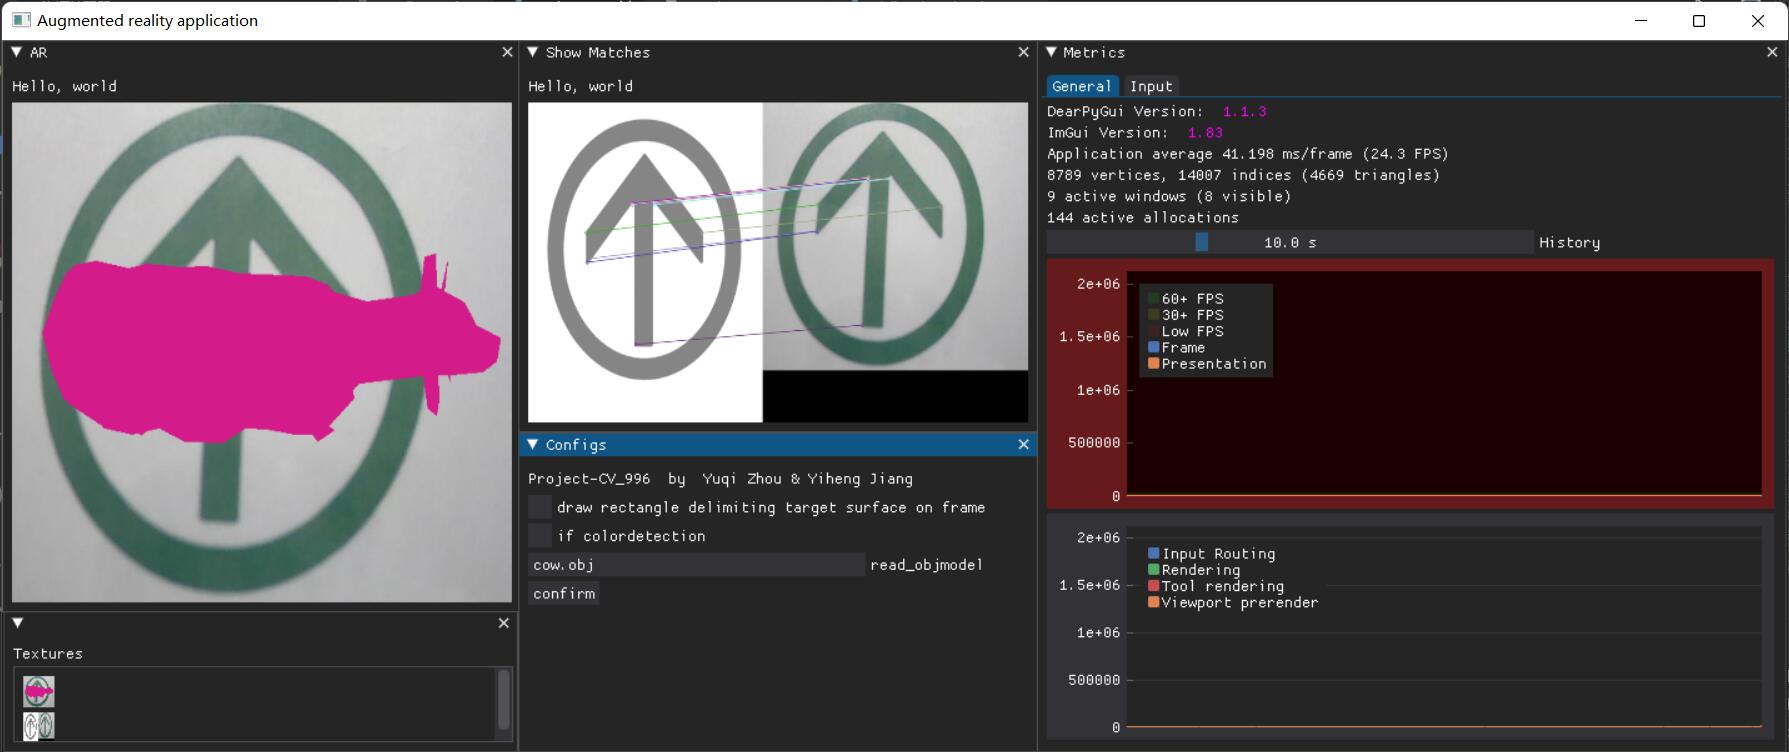 Augmented reality application
AR
Hello, world
Textures
Show Matches
Hello, world
Configs
Project-CV_996 by Yuqi Zhou & Yiheng Jiang
draw rectangle delimiting target surface on frame
if colordetection
cow.obj read_objmodel
confirm
Metrics
General Input
DearPyGui Version: 1.1.3
ImGui Version: 1.83
Application average 41.198 ms/frame (24.3 FPS)
8789 vertices, 14007 indices (4669 triangles)
9 active windows (8 visible)
144 active allocations
10.0 s History
2e+06
1.5e+06
1e+06
500000
0
60+ FPS
30+ FPS
Low FPS
Frame
Presentation
2e+06
1.5e+06
1e+06
500000
0
Input Routing
Rendering
Tool rendering
Viewport prerender